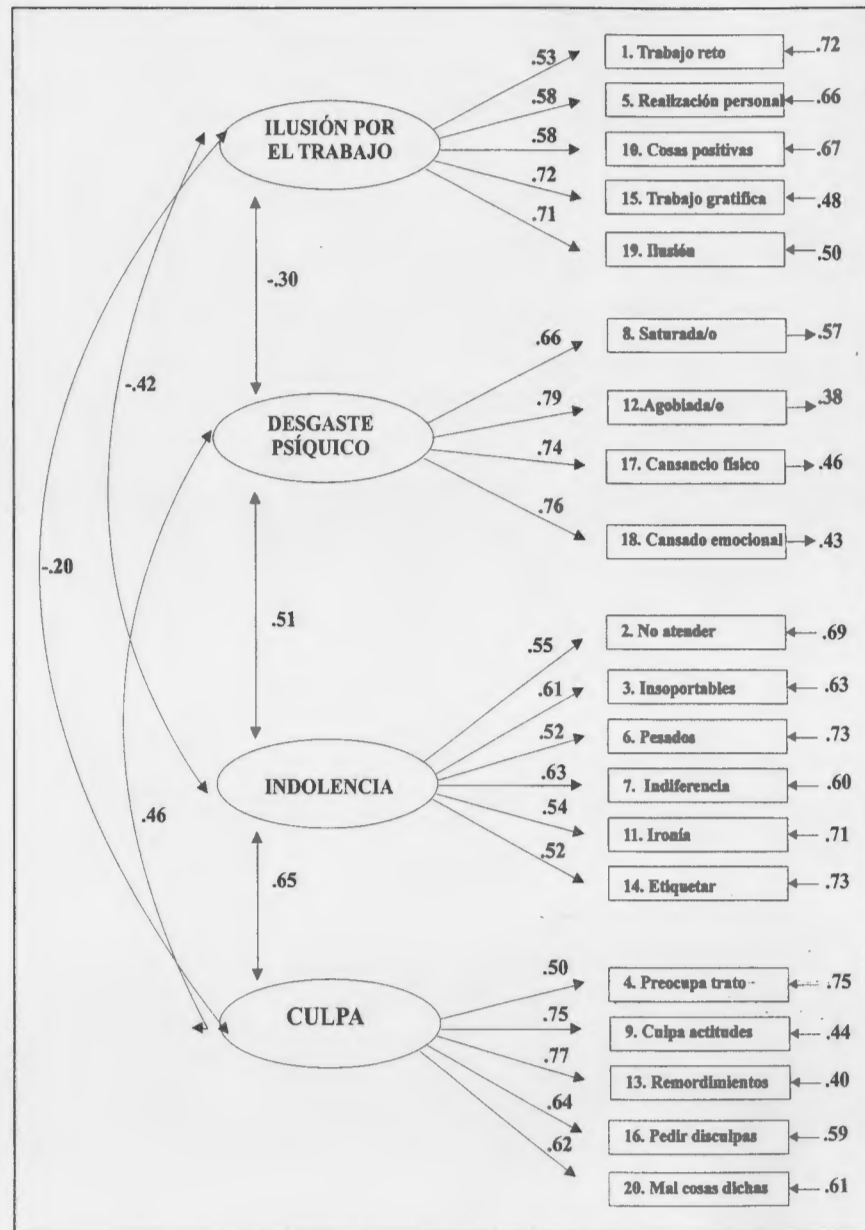 .53
1. Trabajo reto
.72
.58
5. Realización personal
.66
ILUSIÓN POR
EL TRABAJO
.58
10. Cosas positivas
.67
.72
15. Trabajo gratifica
.48
.71
19. Ilusión
.50
-.30
.66
8. Saturada/o
.57
-.42
.79
12.Agobiada/o
.38
DESGASTE
PSÍQUICO
.74
17. Cansancio físico
.46
.76
18. Cansado emocional
.43
-.20
.51
.55
2. No atender
.69
.61
3. Insoportables
.63
.52
6. Pesados
.73
INDOLENCIA
.63
7. Indiferencia
.60
.46
.54
11. Ironía
.71
.52
14. Etiquetar
.73
.65
.50
4. Preocupa trato
.75
CULPA
.75
9. Culpa actitudes
.44
.77
13. Remordimientos
.40
.64
16. Pedir disculpas
.59
.62
20. Mal cosas dichas
.61